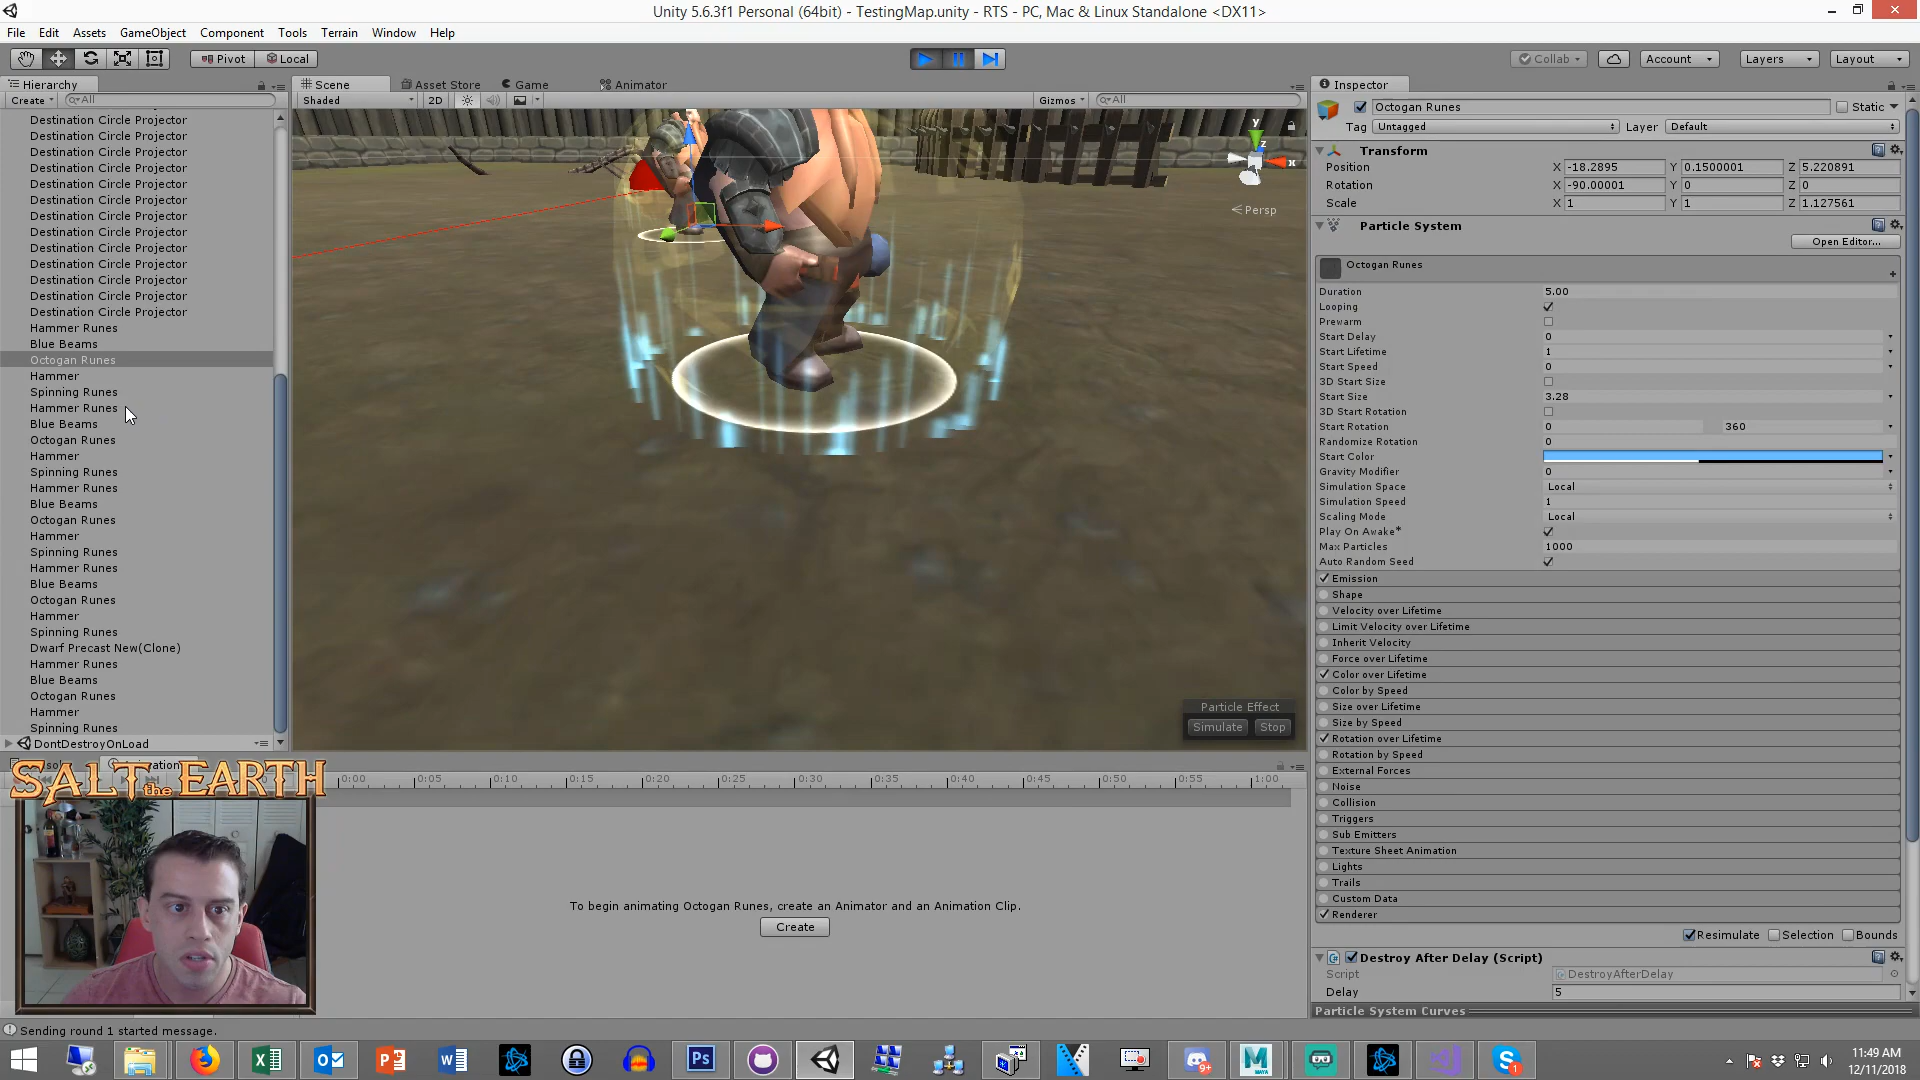 Unity 5.6.3f1 Personal (64bit) - TestingMap.unity - RTS - PC, Mac & Linux Standalone <DX11>
File Edit Assets GameObject Component Tools Terrain Window Help
Pivot Local
Collab Account Layers Layout
Hierarchy
Create All
Destination Circle Projector
Destination Circle Projector
Destination Circle Projector
Destination Circle Projector
Destination Circle Projector
Destination Circle Projector
Destination Circle Projector
Destination Circle Projector
Destination Circle Projector
Destination Circle Projector
Destination Circle Projector
Destination Circle Projector
Destination Circle Projector
Hammer Runes
Blue Beams
Octogan Runes
Hammer
Spinning Runes
Hammer Runes
Blue Beams
Octogan Runes
Hammer
Spinning Runes
Hammer Runes
Blue Beams
Octogan Runes
Hammer
Spinning Runes
Hammer Runes
Blue Beams
Octogan Runes
Hammer
Spinning Runes
Dwarf Precast New(Clone)
Hammer Runes
Blue Beams
Octogan Runes
Hammer
Spinning Runes
DontDestroyOnLoad
Scene Asset Store Game Animator
Shaded 2D Gizmos All
y
z
x
Persp
Particle Effect
Simulate Stop
0:00 0:05 0:10 0:15 0:20 0:25 0:30 0:35 0:40 0:45 0:50 0:55 1:00
To begin animating Octogan Runes, create an Animator and an Animation Clip.
Create
SALT the EARTH
Inspector
Octogan Runes Static
Tag Untagged Layer Default
Transform
Position X -18.2895 Y 0.1500001 Z 5.220891
Rotation X -90.00001 Y 0 Z 0
Scale X 1 Y 1 Z 1.127561
Particle System
Open Editor...
Octogan Runes
Duration 5.00
Looping
Prewarm
Start Delay 0
Start Lifetime 1
Start Speed 0
3D Start Size
Start Size 3.28
3D Start Rotation
Start Rotation 0 360
Randomize Rotation 0
Start Color
Gravity Modifier 0
Simulation Space Local
Simulation Speed 1
Scaling Mode Local
Play On Awake*
Max Particles 1000
Auto Random Seed
Emission
Shape
Velocity over Lifetime
Limit Velocity over Lifetime
Inherit Velocity
Force over Lifetime
Color over Lifetime
Color by Speed
Size over Lifetime
Size by Speed
Rotation over Lifetime
Rotation by Speed
External Forces
Noise
Collision
Triggers
Sub Emitters
Texture Sheet Animation
Lights
Trails
Custom Data
Renderer
Resimulate Selection Bounds
Destroy After Delay (Script)
Script DestroyAfterDelay
Delay 5
Particle System Curves
Sending round 1 started message.
11:49 AM
12/11/2018